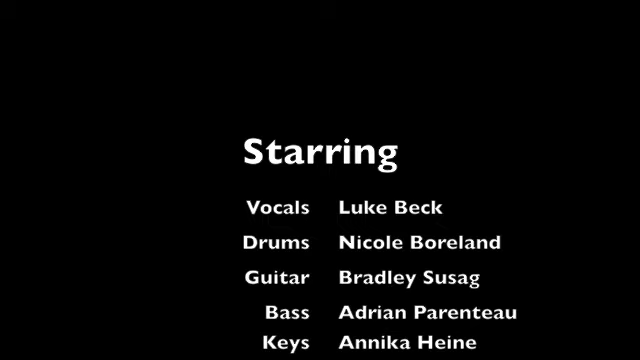 Starring
Vocals Luke Beck
Drums Nicole Boreland
Guitar Bradley Susag
Bass Adrian Parenteau
Keys Annika Heine